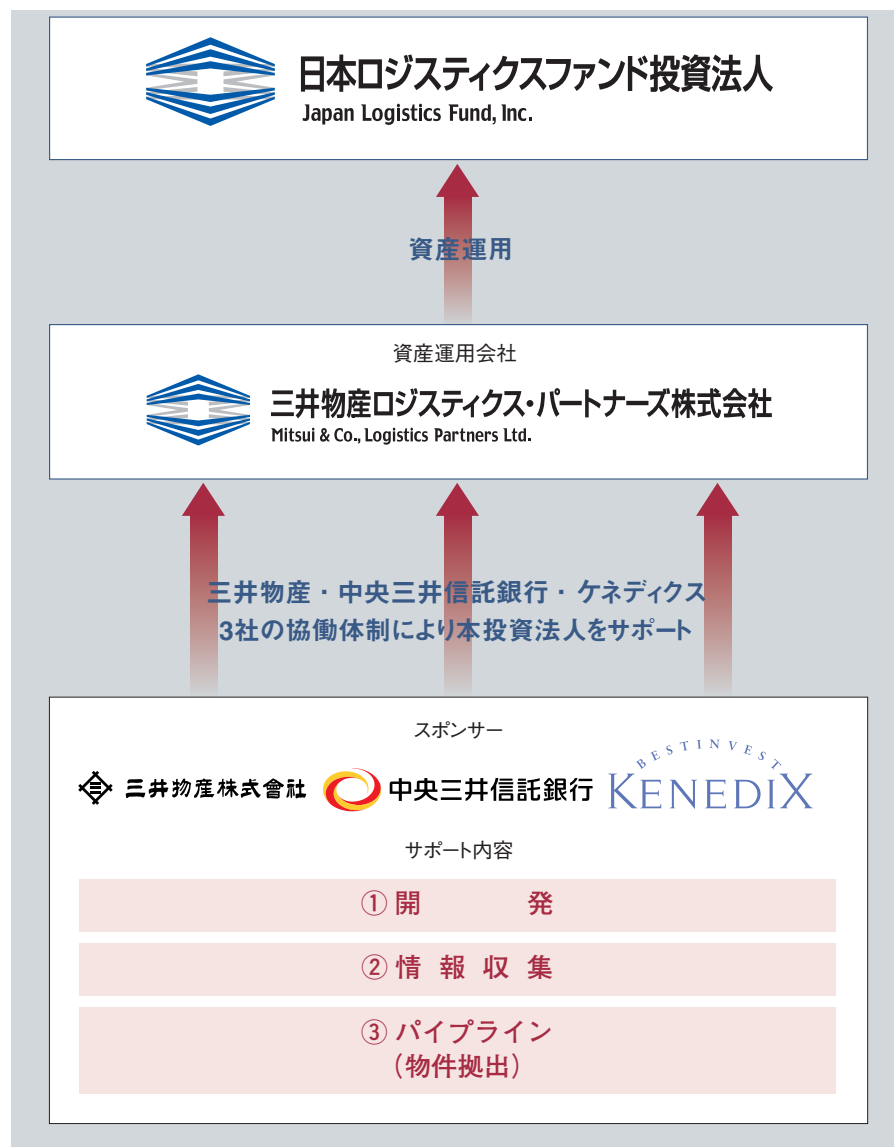 日本ロジスティクスファンド投資法人
Japan Logistics Fund, Inc.
資産運用
資産運用会社
三井物産ロジスティクス・パートナーズ株式会社
Mitsui & Co., Logistics Partners Ltd.
三井物産・中央三井信託銀行・ケネディクス
3社の協働体制により本投資法人をサポート
スポンサー
三井物産株式會社
中央三井信託銀行
BESTINVEST
KENEDIX
サポート内容
①開　　発
②情報収集
③パイプライン
（物件拠出）